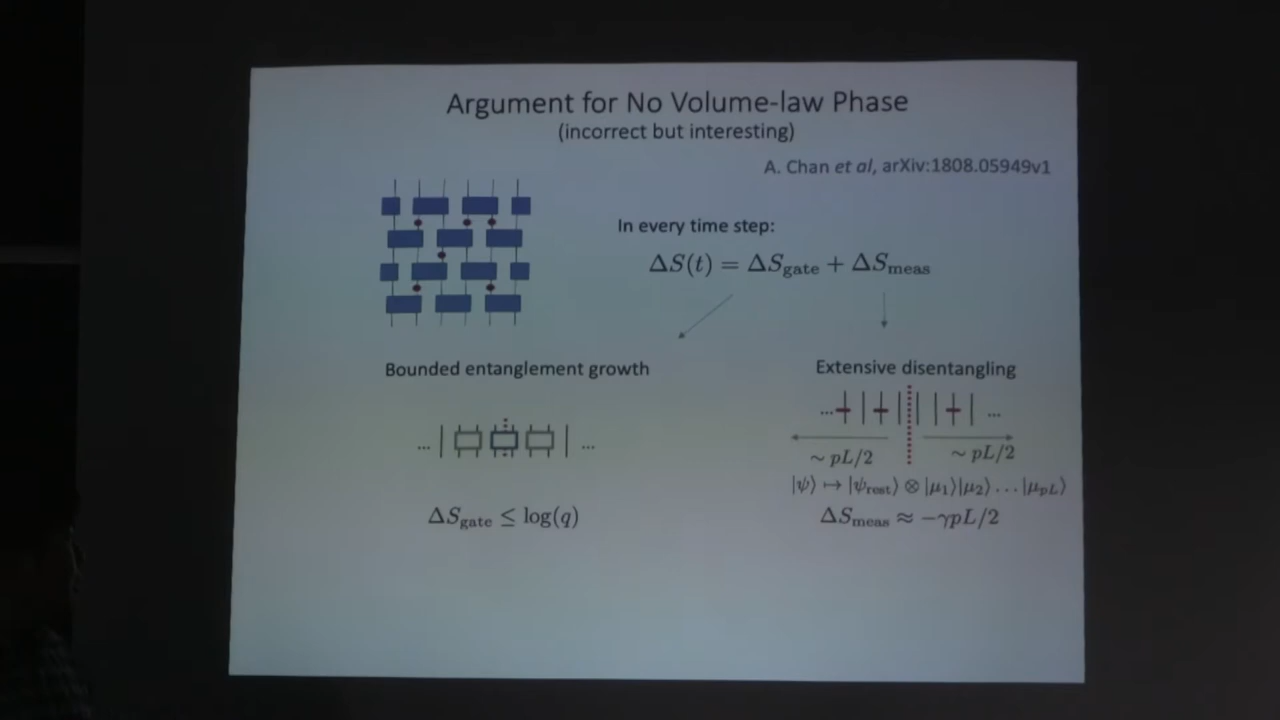 Argument for No Volume-law Phase
(incorrect but interesting)
A. Chan et al, arXiv:1808.05949v1
In every time step:
ΔS(t) = ΔS_gate + ΔS_meas
Bounded entanglement growth
Extensive disentangling
... ...
... ...
~ pL/2 ~ pL/2
|ψ⟩ ↦ |ψ_rest⟩ ⊗ |μ_1⟩|μ_2⟩ . . . |μ_pL⟩
ΔS_gate ≤ log(q)
ΔS_meas ≈ −γpL/2